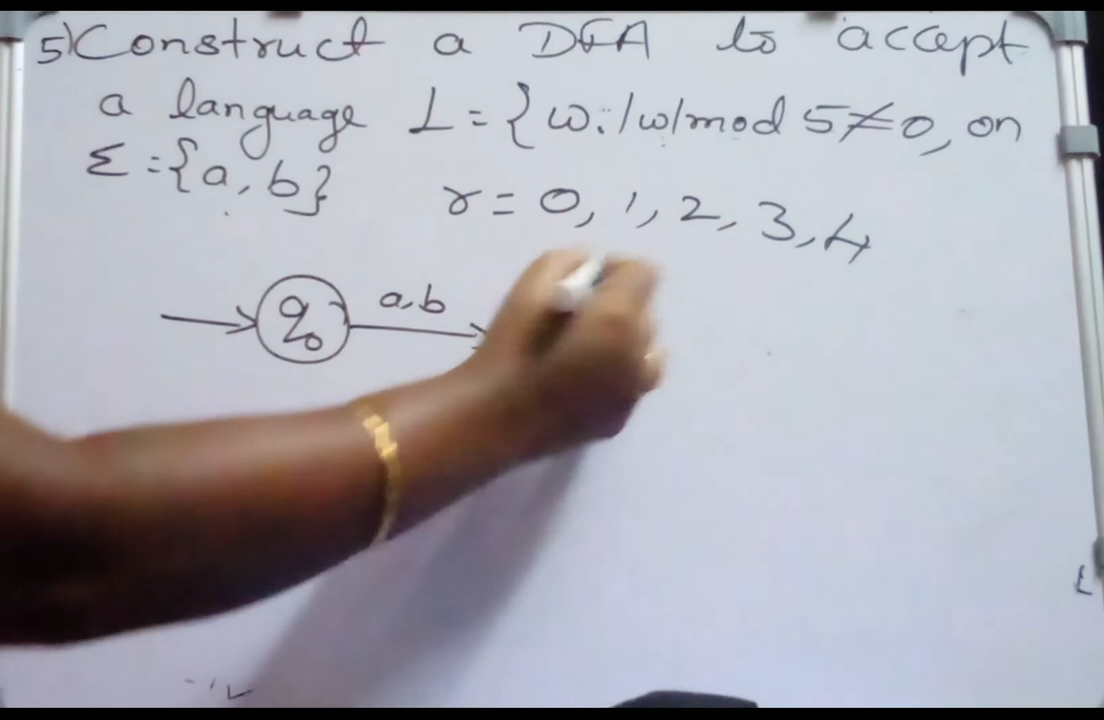 5) Construct a DFA to accept
a language L = { w: |w| mod 5 ≠ 0, on
Σ = {a, b} r = 0, 1, 2, 3, 4
q₀ a,b